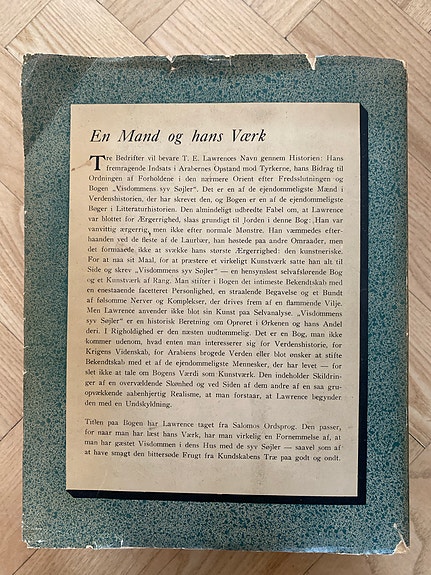 En Mand og hans Værk
Tre Bedrifter vil bevare T. E. Lawrences Navn gennem Historien: Hans
fremragende Indsats i Arabernes Opstand mod Tyrkerne, hans Bidrag til
Ordningen af Forholdene i den nærmere Orient efter Fredsslutningen og
Bogen „Visdommens syv Søjler“. Det er en af de ejendommeligste Mænd i
Verdenshistorien, der har skrevet den, og Bogen er en af de ejendommeligste
Bøger i Litteraturhistorien. Den almindeligt udbredte Fabel om, at Lawrence
var blottet for Ærgerrighed, slaas grundigt til Jorden i denne Bog. Han var
vanvittig ærgerrig, men ikke efter normale Mønstre. Han væmmedes efter-
haanden ved de fleste af de Laurbær, han høstede paa andre Omraader, men
det formaaede ikke at svække hans største Ærgerrighed: den kunstneriske.
For at naa sit Maal, for at præstere et virkeligt Kunstværk satte han alt til
Side og skrev „Visdommens syv Søjler“ — en hensynsløst selvafslørende Bog
og et Kunstværk af Rang. Man stifter i Bogen det intimeste Bekendtskab med
en enestaaende facetteret Personlighed, en straalende Begavelse og et Bundt
af følsomme Nerver og Komplekser, der drives frem af en flammende Vilje.
Men Lawrence anvender ikke blot sin Kunst paa Selvanalyse. „Visdommens
syv Søjler“ er en historisk Beretning om Oprøret i Ørkenen og hans Andel
deri. I Righoldighed er den næsten uudtømmelig. Det er en Bog, man ikke
kommer udenom, hvad enten man interesserer sig for Verdenshistorie, for
Krigens Videnskab, for Arabiens brogede Verden eller blot ønsker at stifte
Bekendtskab med et af de ejendommeligste Mennesker, der har levet — for
slet ikke at tale om Bogens Værdi som Kunstværk. Den indeholder Skildrin-
ger af en overvældende Skønhed og ved Siden af dem andre af en saa gru-
opvækkende aabenhjertig Realisme, at man forstaar, at Lawrence begynder
den med en Undskyldning.
Titlen paa Bogen har Lawrence taget fra Salomos Ordsprog. Den passer,
for naar man har læst hans Værk, har man virkelig en Fornemmelse af, at
man har gæstet Visdommen i dens Hus med de syv Søjler — saavel som af
at have smagt den bittersøde Frugt fra Kundskabens Træ paa godt og ondt.